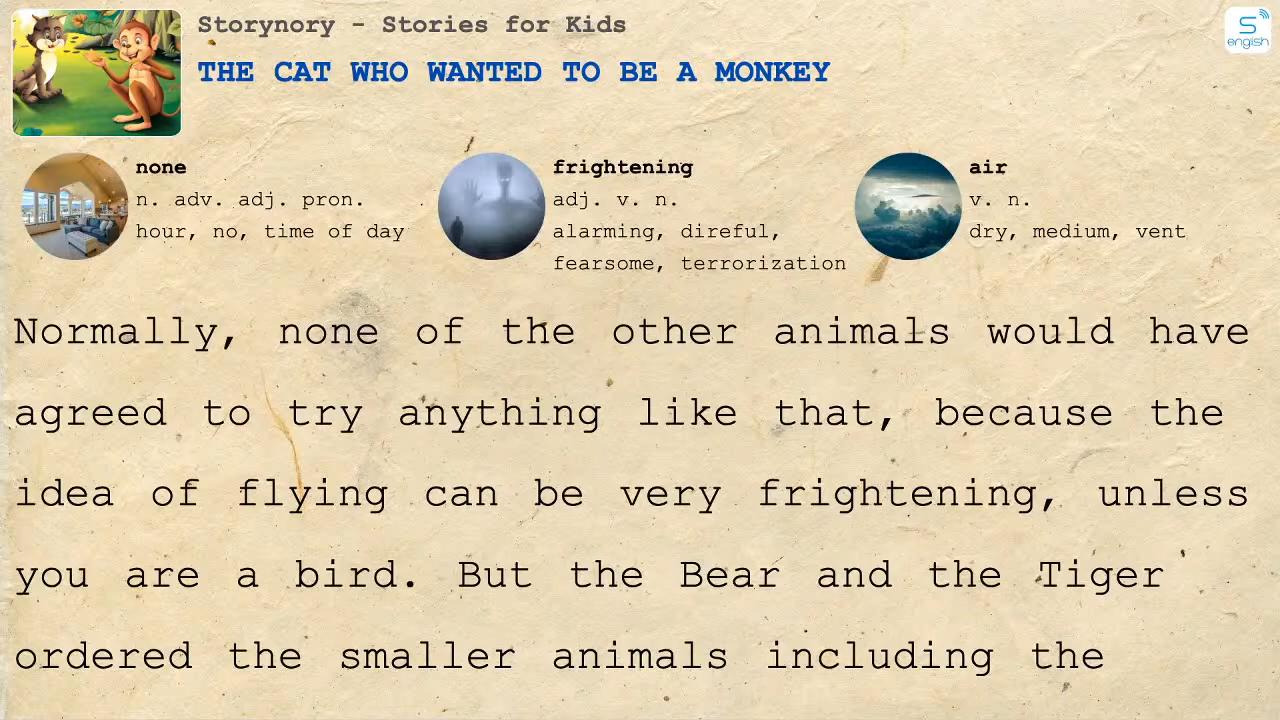 Storynory - Stories for Kids
THE CAT WHO WANTED TO BE A MONKEY
S
english
none
n. adv. adj. pron.
hour, no, time of day
frightening
adj. v. n.
alarming, direful,
fearsome, terrorization
air
v. n.
dry, medium, vent
Normally, none of the other animals would have
agreed to try anything like that, because the
idea of flying can be very frightening, unless
you are a bird. But the Bear and the Tiger
ordered the smaller animals including the